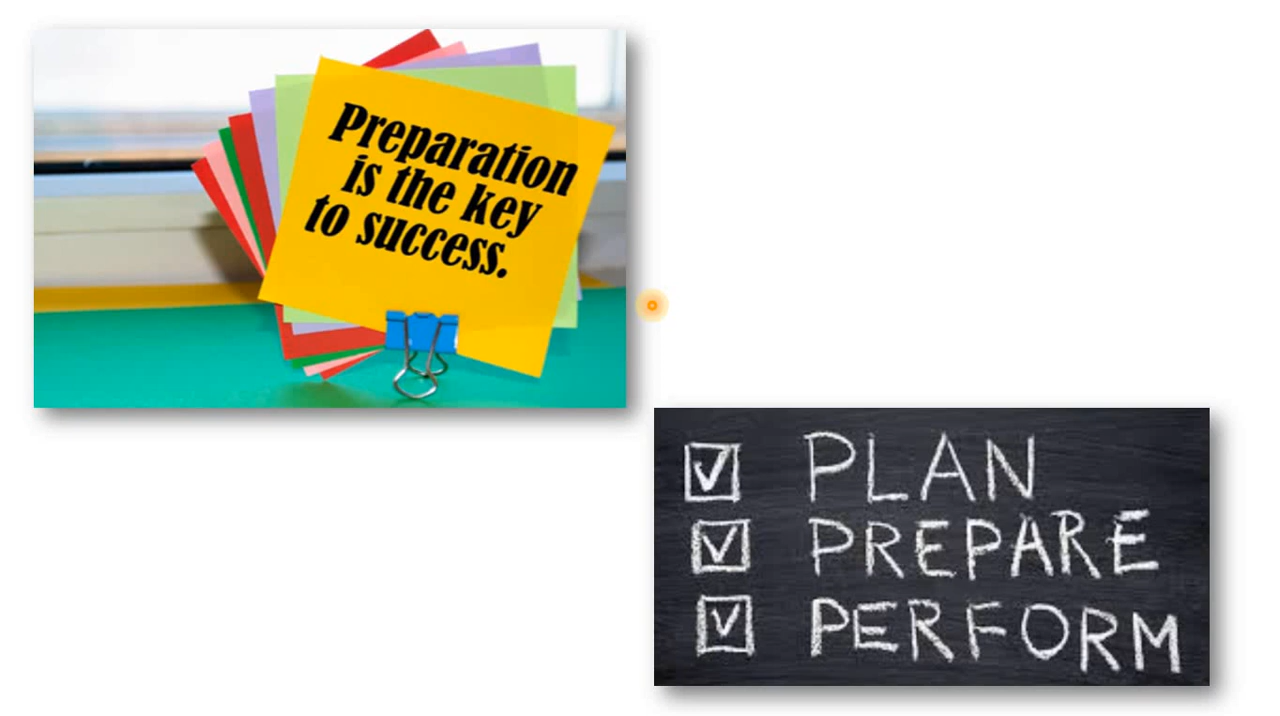 Preparation
is the key
to success.
PLAN
PREPARE
PERFORM